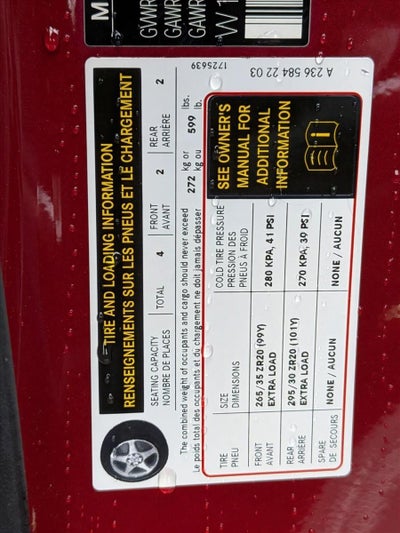 M
GVWR
GAWR
GAWR
W1
TIRE AND LOADING INFORMATION
RENSEIGNEMENTS SUR LES PNEUS ET LE CHARGEMENT
SEATING CAPACITY TOTAL 4 FRONT 2 REAR 2
NOMBRE DE PLACES AVANT ARRIÈRE
The combined weight of occupants and cargo should never exceed 272 kg or 599 lbs.
Le poids total des occupants et du chargement ne doit jamais dépasser kg ou lb.
TIRE SIZE COLD TIRE PRESSURE
PNEU DIMENSIONS PRESSION DES
PNEUS À FROID
FRONT 265/35 ZR20 (99Y) 280 KPA, 41 PSI
AVANT EXTRA LOAD
REAR 295/30 ZR20 (101Y) 270 KPA, 39 PSI
ARRIERE EXTRA LOAD
SPARE NONE / AUCUN NONE / AUCUN
DE SECOURS
SEE OWNER'S
MANUAL FOR
ADDITIONAL
INFORMATION
1725639
A 236 584 22 03